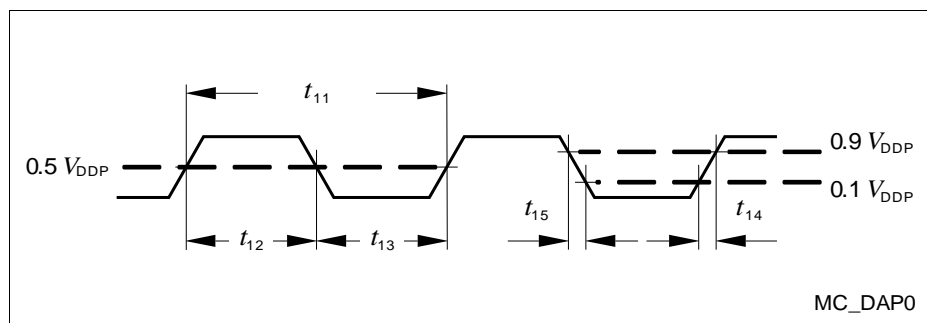 t11
0.5 VDDP
0.9 VDDP
0.1 VDDP
t15
t14
t12
t13
MC_DAP0